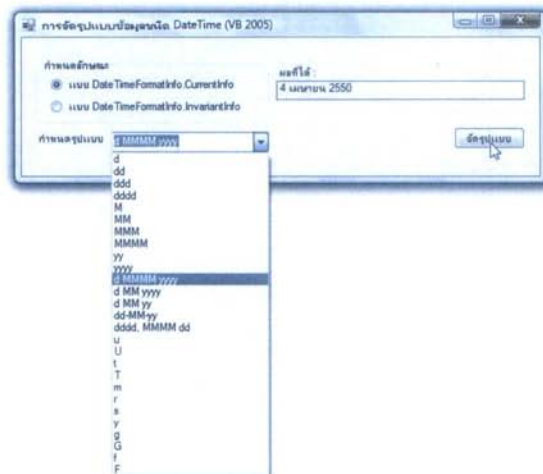 การจัดรูปแบบข้อมูลชนิด DateTime (VB 2005)
กำหนดลักษณะ
แบบ DateTimeFormatInfo.CurrentInfo
แบบ DateTimeFormatInfo.InvariantInfo
ผลที่ได้ :
4 เมษายน 2550
กำหนดรูปแบบ
d MMMM yyyy
จัดรูปแบบ
d
dd
ddd
dddd
M
MM
MMM
MMMM
yy
yyyy
d MMMM yyyy
d MM yyyy
d MM yy
dd-MM-yy
dddd, MMMM dd
u
U
t
T
m
r
s
y
g
G
f
F